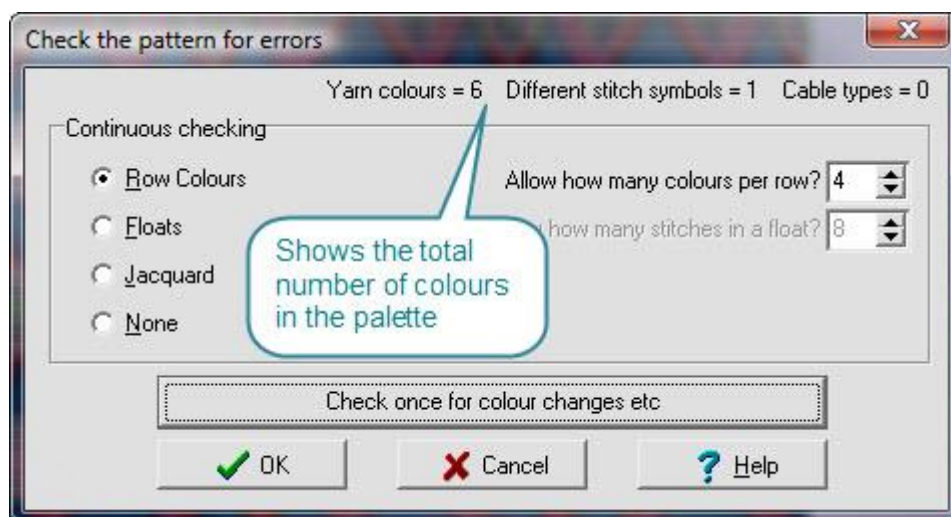 Check the pattern for errors
Yarn colours = 6 Different stitch symbols = 1 Cable types = 0
Continuous checking
Row Colours
Allow how many colours per row? 4
Floats
how many stitches in a float? 8
Jacquard
None
Shows the total
number of colours
in the palette
Check once for colour changes etc
OK
Cancel
Help